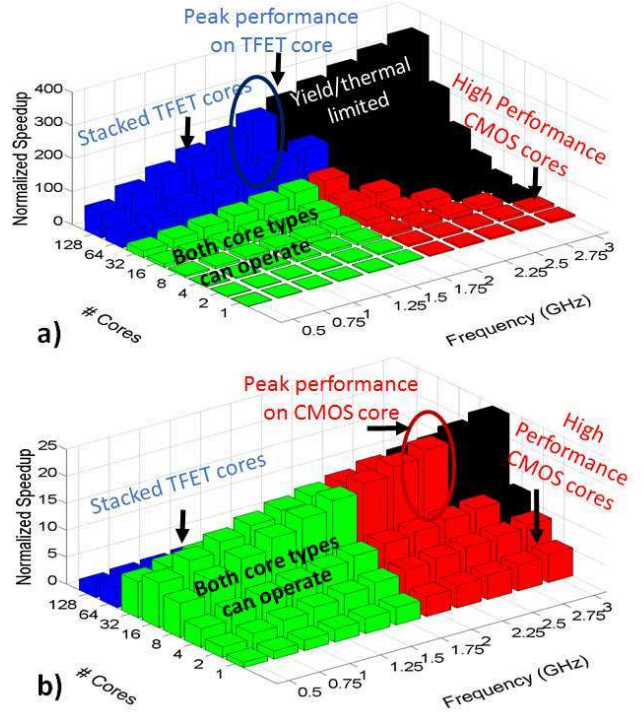 Peak performance
on TFET core
Yield/thermal
limited
Stacked TFET cores
High Performance
CMOS cores
Both core types
can operate
Normalized Speedup
400
300
200
100
0
128
64
32
16
8
4
2
1
# Cores
0.5
0.75
1
1.25
1.5
1.75
2
2.25
2.5
2.75
3
Frequency (GHz)
a)
Peak performance
on CMOS core
High
Performance
CMOS cores
Stacked TFET cores
Both core types
can operate
Normalized Speedup
25
20
15
10
5
0
128
64
32
16
8
4
2
1
# Cores
0.5
0.75
1
1.25
1.5
1.75
2
2.25
2.5
2.75
3
Frequency (GHz)
b)